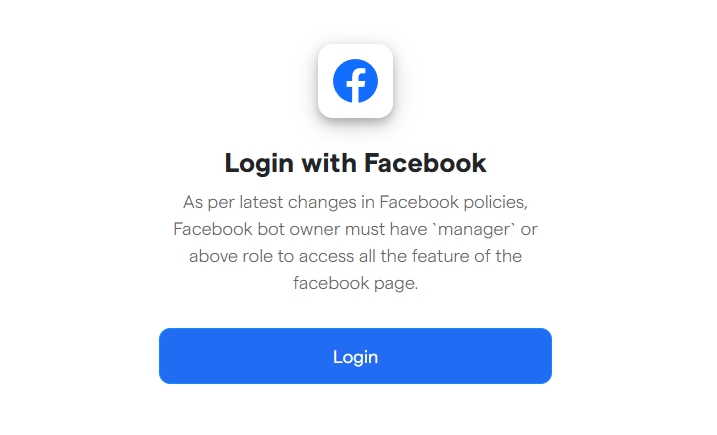 Login with Facebook
As per latest changes in Facebook policies,
Facebook bot owner must have `manager` or
above role to access all the feature of the
facebook page.
Login